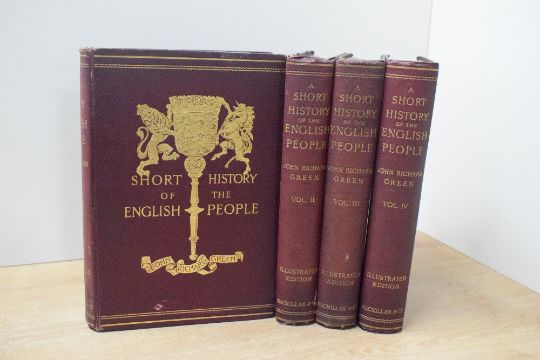 SHORT HISTORY
OF THE
ENGLISH PEOPLE
JOHN
RICHARD GREEN
A
SHORT
HISTORY
OF THE
ENGLISH
PEOPLE
JOHN RICHARD
GREEN
VOL. II
ILLUSTRATED
EDITION
MACMILLAN & Co
A
SHORT
HISTORY
OF THE
ENGLISH
PEOPLE
JOHN RICHARD
GREEN
VOL. III
ILLUSTRATED
EDITION
MACMILLAN & Co
A
SHORT
HISTORY
OF THE
ENGLISH
PEOPLE
JOHN RICHARD
GREEN
VOL. IV
ILLUSTRATED
EDITION
MACMILLAN & Co